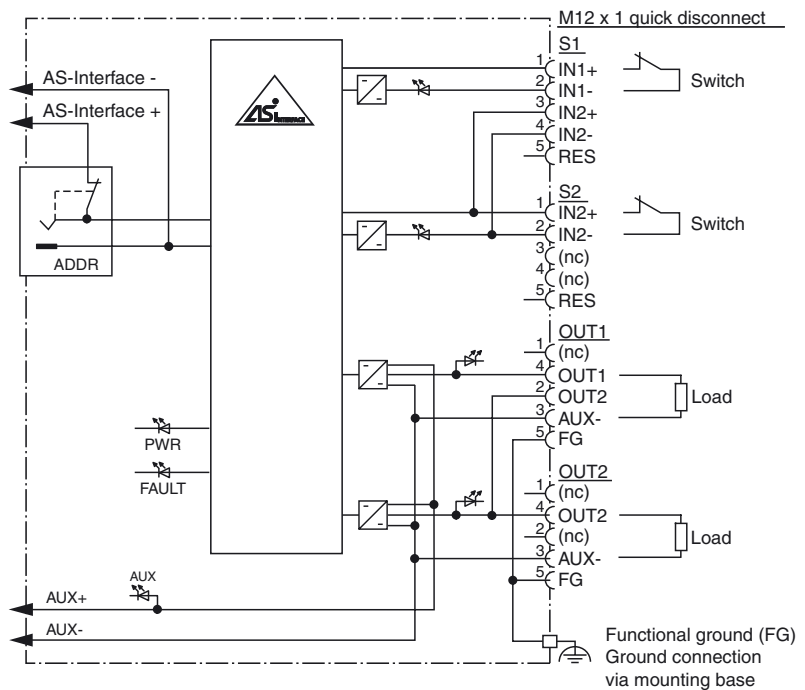 M12 x 1 quick disconnect
S1
1 IN1+
2 IN1-
3 IN2+
4 IN2-
5 RES
Switch
AS-Interface -
AS-Interface +
ASi INTERFACE
ADDR
S2
1 IN2+
2 IN2-
3 (nc)
4 (nc)
5 RES
Switch
OUT1
1 (nc)
4 OUT1
2 OUT2
3 AUX-
5 FG
Load
PWR
FAULT
OUT2
1 (nc)
4 OUT2
2 (nc)
3 AUX-
5 FG
Load
AUX
AUX+
AUX-
Functional ground (FG)
Ground connection
via mounting base